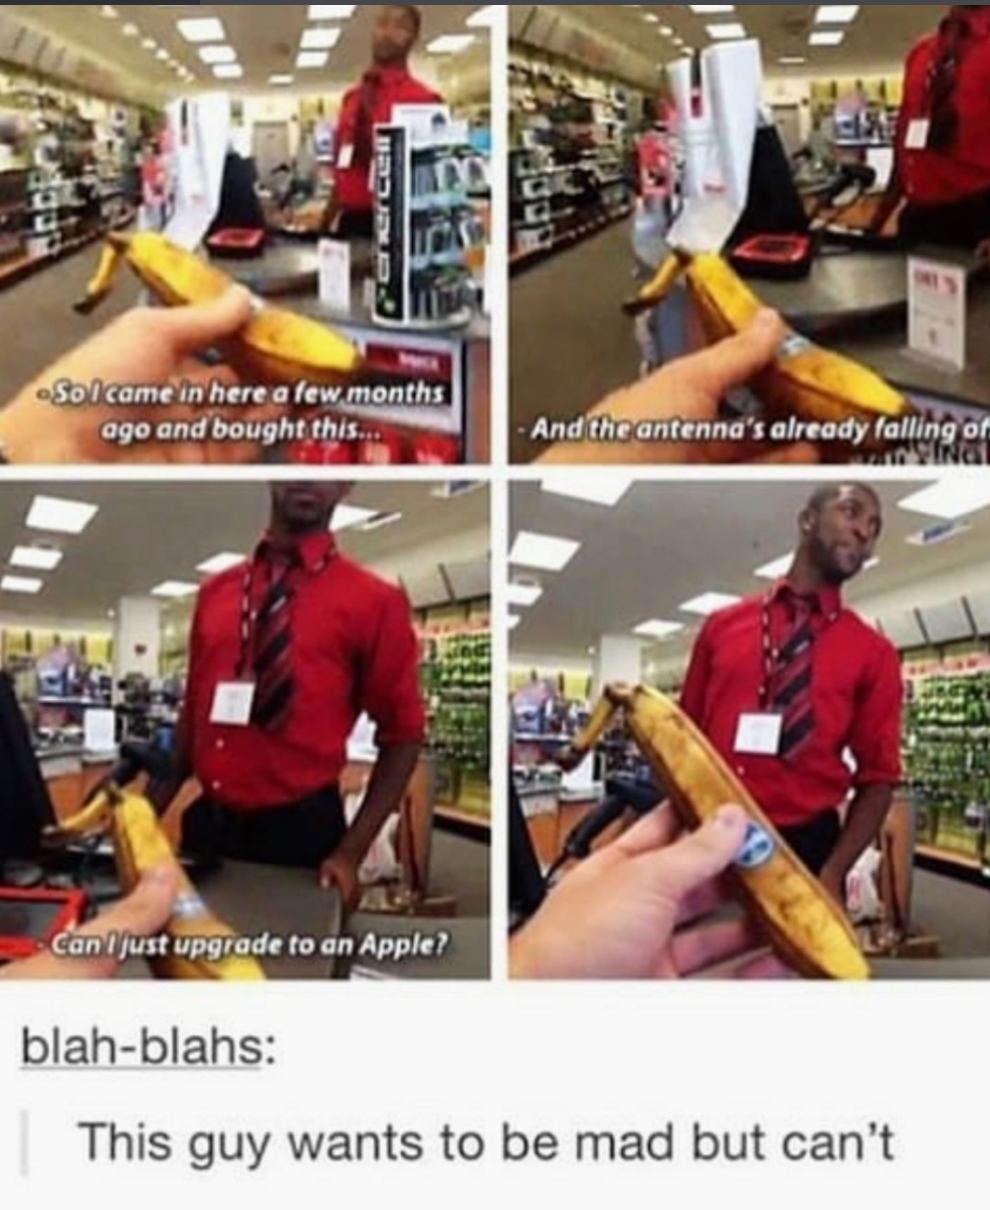 - So I came in here a few months
ago and bought this...
- And the antenna's already falling of
- Can I just upgrade to an Apple?
blah-blahs:
This guy wants to be mad but can't